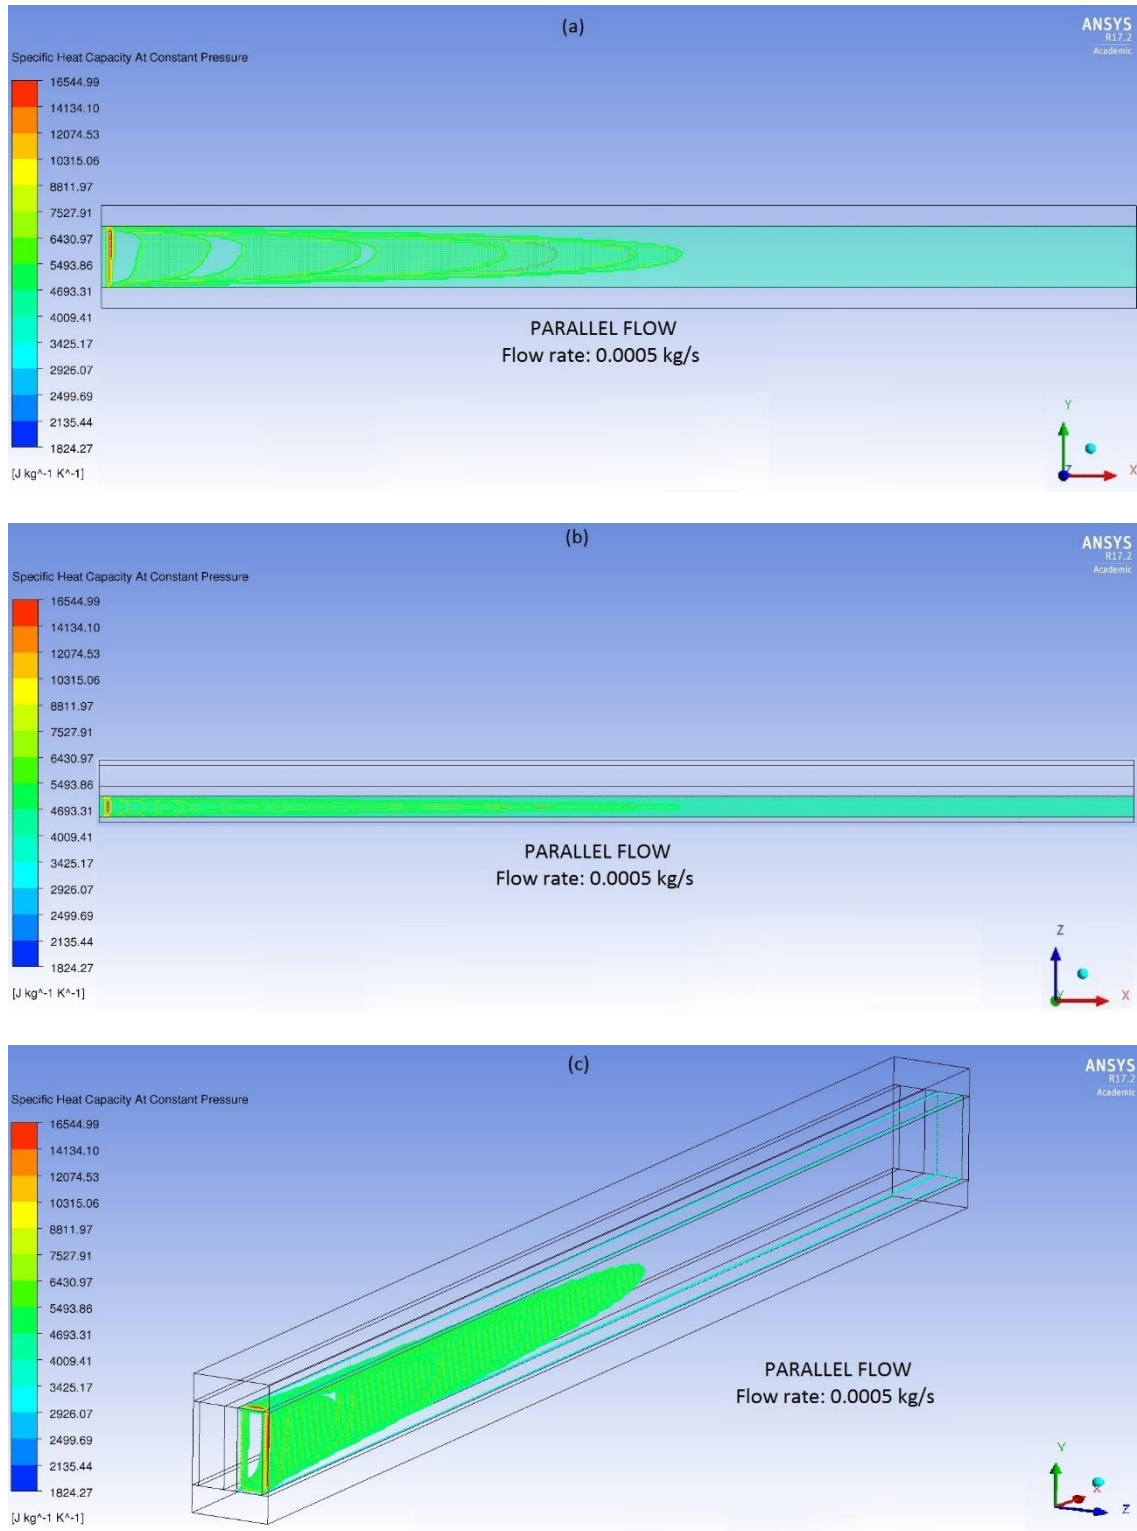 (a)
ANSYS
R17.2
Academic
Specific Heat Capacity At Constant Pressure
16544.99
14134.10
12074.53
10315.06
8811.97
7527.91
6430.97
5493.86
4693.31
4009.41
3425.17
2926.07
2499.69
2135.44
1824.27
[J kg^-1 K^-1]
PARALLEL FLOW
Flow rate: 0.0005 kg/s
Y
Z
X
(b)
ANSYS
R17.2
Academic
Specific Heat Capacity At Constant Pressure
16544.99
14134.10
12074.53
10315.06
8811.97
7527.91
6430.97
5493.86
4693.31
4009.41
3425.17
2926.07
2499.69
2135.44
1824.27
[J kg^-1 K^-1]
PARALLEL FLOW
Flow rate: 0.0005 kg/s
Z
Y
X
(c)
ANSYS
R17.2
Academic
Specific Heat Capacity At Constant Pressure
16544.99
14134.10
12074.53
10315.06
8811.97
7527.91
6430.97
5493.86
4693.31
4009.41
3425.17
2926.07
2499.69
2135.44
1824.27
[J kg^-1 K^-1]
PARALLEL FLOW
Flow rate: 0.0005 kg/s
Y
X
Z